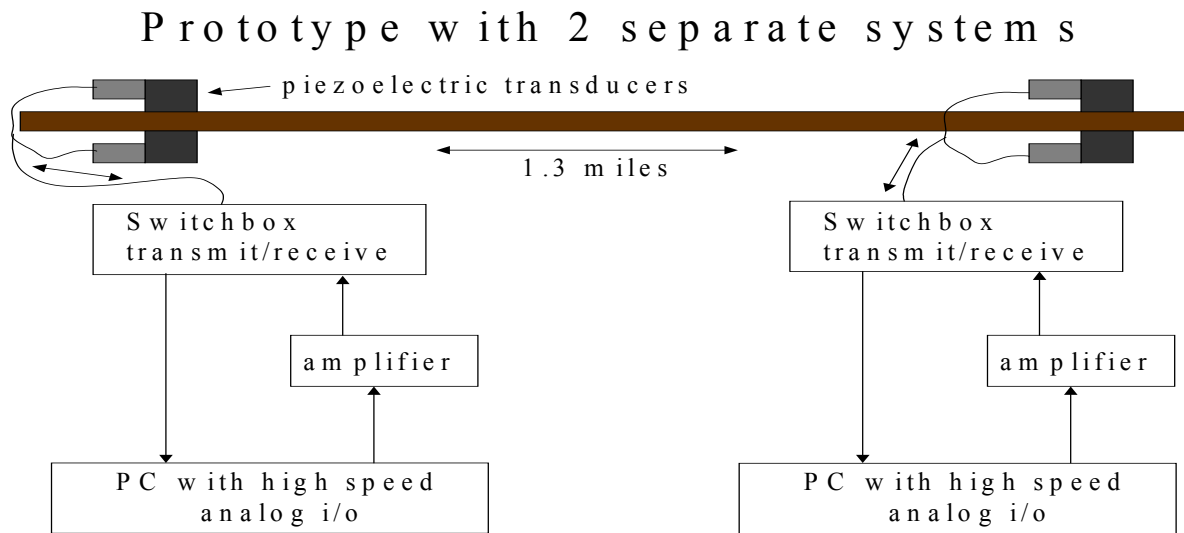 Prototype with 2 separate systems
piezoelectric transducers
1.3 miles
Switchbox
transmit/receive
Switchbox
transmit/receive
amplifier
amplifier
PC with high speed
analog i/o
PC with high speed
analog i/o